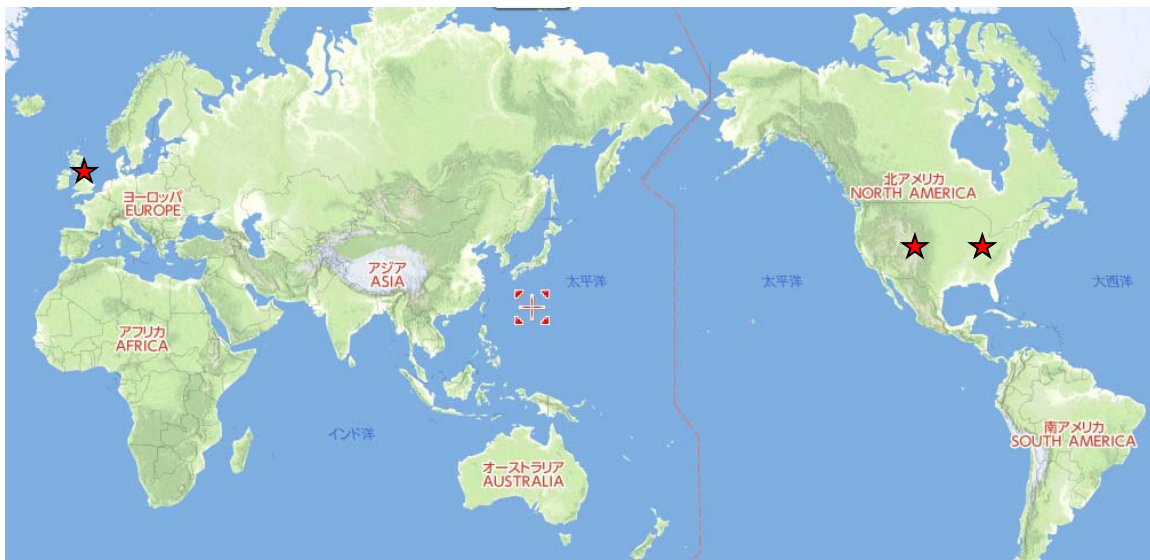 ヨーロッパ
EUROPE
北アメリカ
NORTH AMERICA
アジア
ASIA
太平洋
太平洋
大西洋
アフリカ
AFRICA
インド洋
南アメリカ
SOUTH AMERICA
オーストラリア
AUSTRALIA